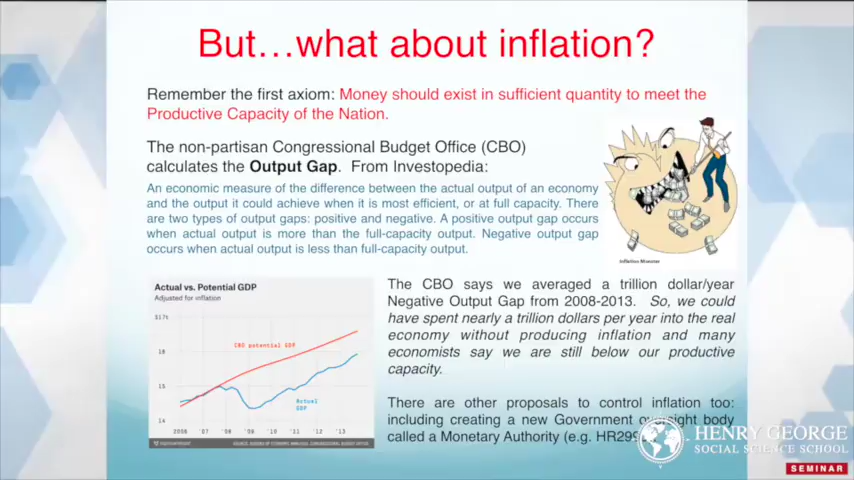 But…what about inflation?
Remember the first axiom: Money should exist in sufficient quantity to meet the
Productive Capacity of the Nation.
The non-partisan Congressional Budget Office (CBO)
calculates the Output Gap. From Investopedia:
An economic measure of the difference between the actual output of an economy
and the output it could achieve when it is most efficient, or at full capacity. There
are two types of output gaps: positive and negative. A positive output gap occurs
when actual output is more than the full-capacity output. Negative output gap
occurs when actual output is less than full-capacity output.
Inflation Monster
Actual vs. Potential GDP
Adjusted for inflation
$17t
16
15
14
CBO potential GDP
Actual
GDP
2006 '07 '08 '09 '10 '11 '12 '13
The CBO says we averaged a trillion dollar/year
Negative Output Gap from 2008-2013. So, we could
have spent nearly a trillion dollars per year into the real
economy without producing inflation and many
economists say we are still below our productive
capacity.
There are other proposals to control inflation too:
including creating a new Government oversight body
called a Monetary Authority (e.g. HR299
HENRY GEORGE
SOCIAL SCIENCE SCHOOL
SEMINAR